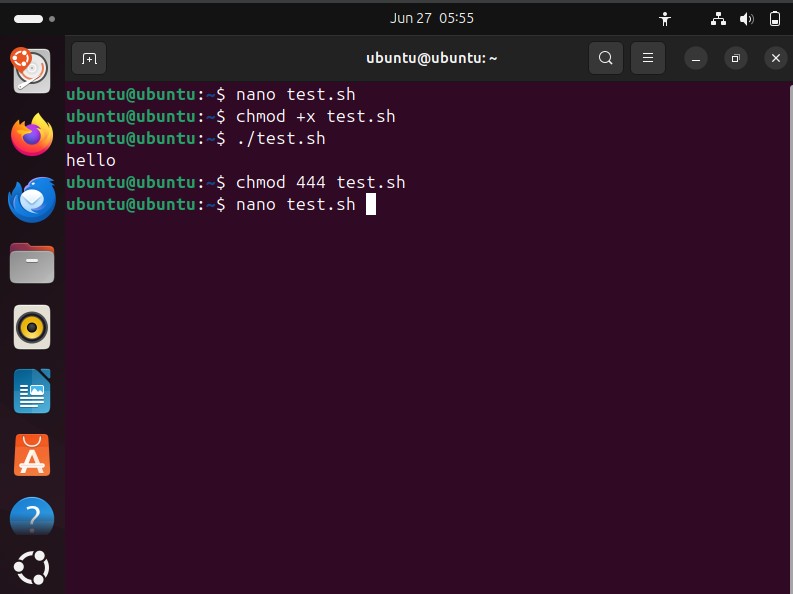 Jun 27 05:55
ubuntu@ubuntu: ~
ubuntu@ubuntu:~$ nano test.sh
ubuntu@ubuntu:~$ chmod +x test.sh
ubuntu@ubuntu:~$ ./test.sh
hello
ubuntu@ubuntu:~$ chmod 444 test.sh
ubuntu@ubuntu:~$ nano test.sh